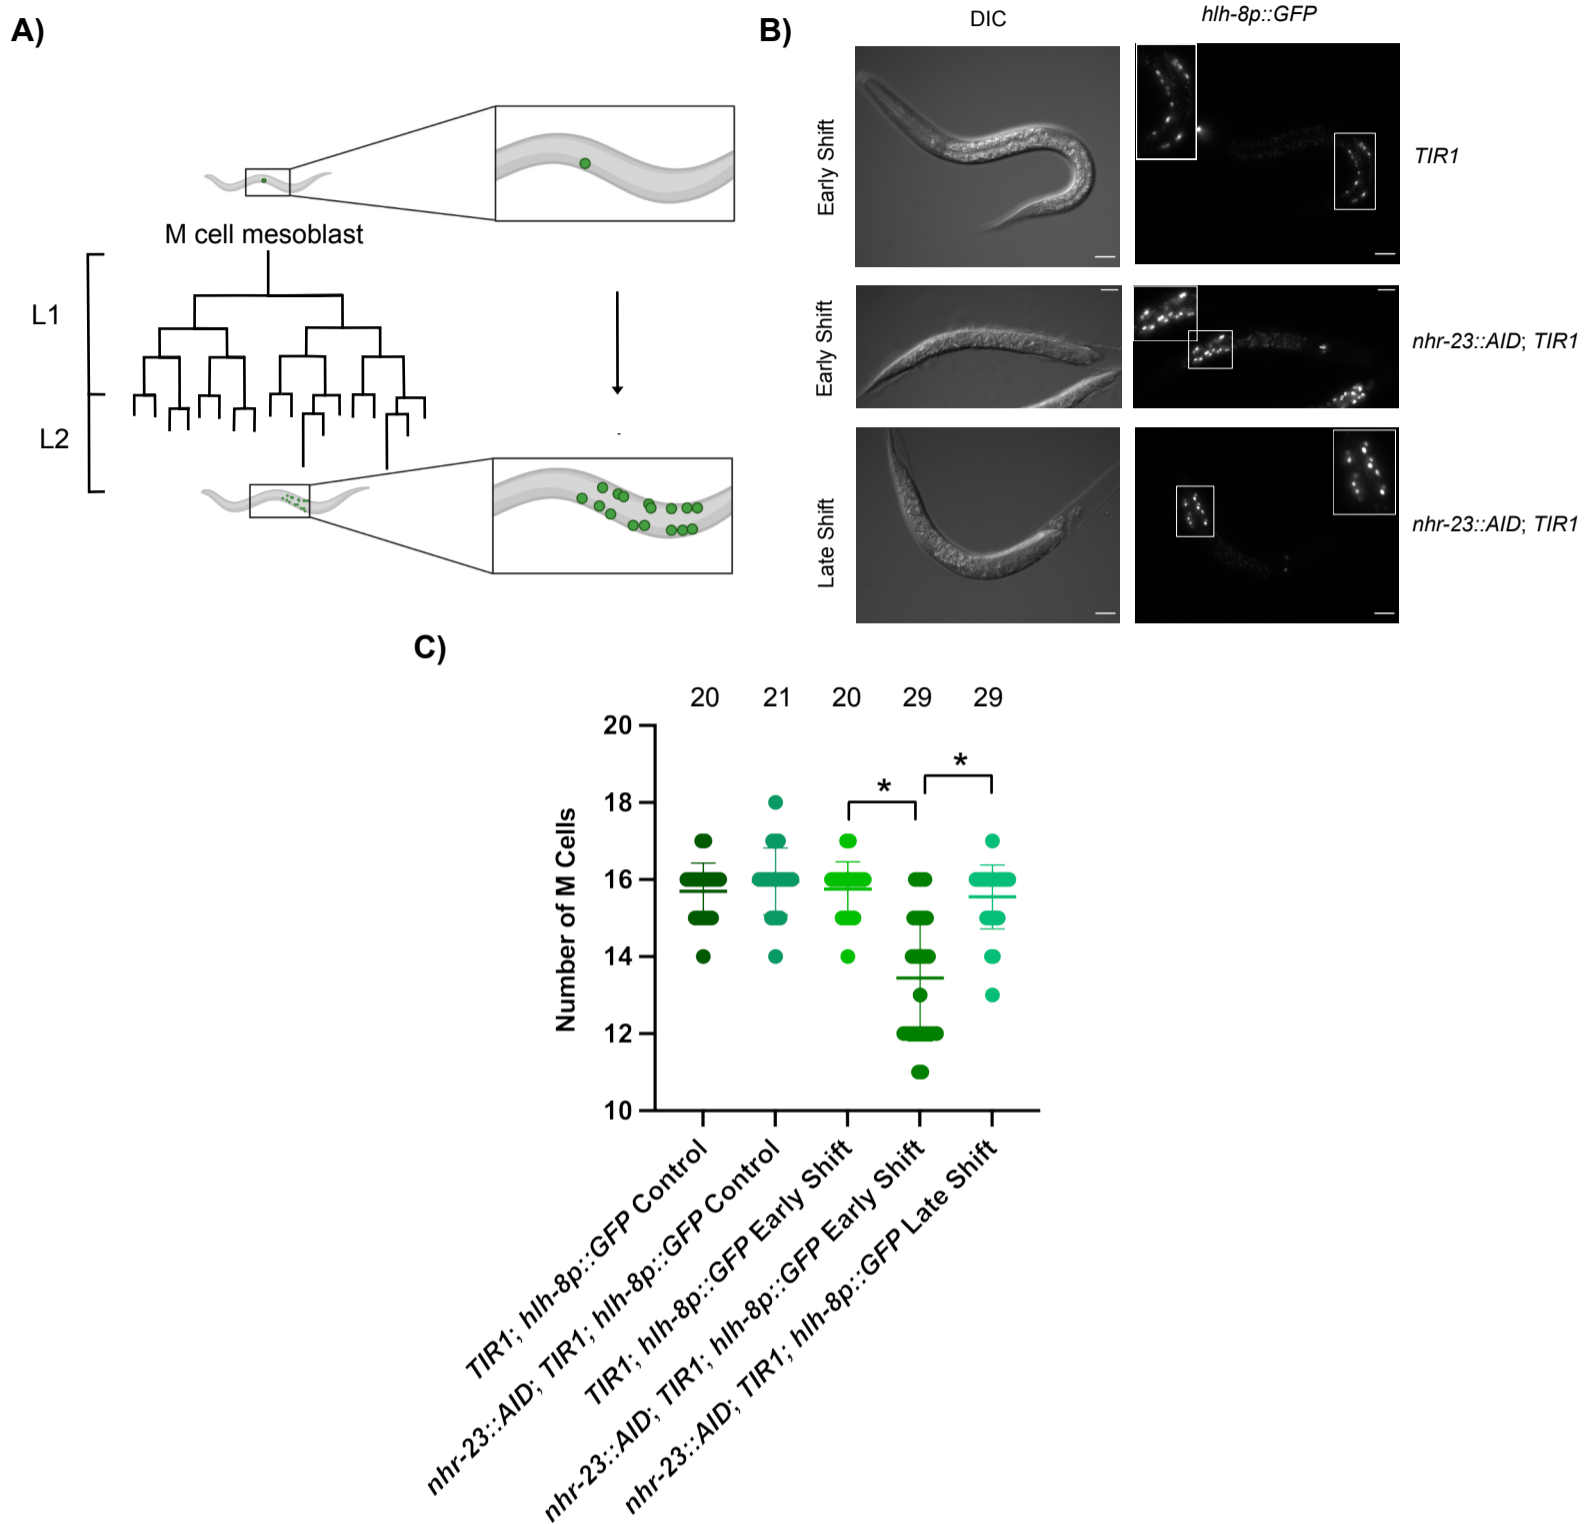 A)
M cell mesoblast
L1
L2
B)
DIC
hlh-8p::GFP
Early Shift
TIR1
Early Shift
nhr-23::AID; TIR1
Late Shift
nhr-23::AID; TIR1
C)
20 21 20 29 29
Number of M Cells
20
18
16
14
12
10
* *
TIR1; hlh-8p::GFP Control
nhr-23::AID; TIR1; hlh-8p::GFP Control
TIR1; hlh-8p::GFP Early Shift
nhr-23::AID; TIR1; hlh-8p::GFP Early Shift
nhr-23::AID; TIR1; hlh-8p::GFP Late Shift